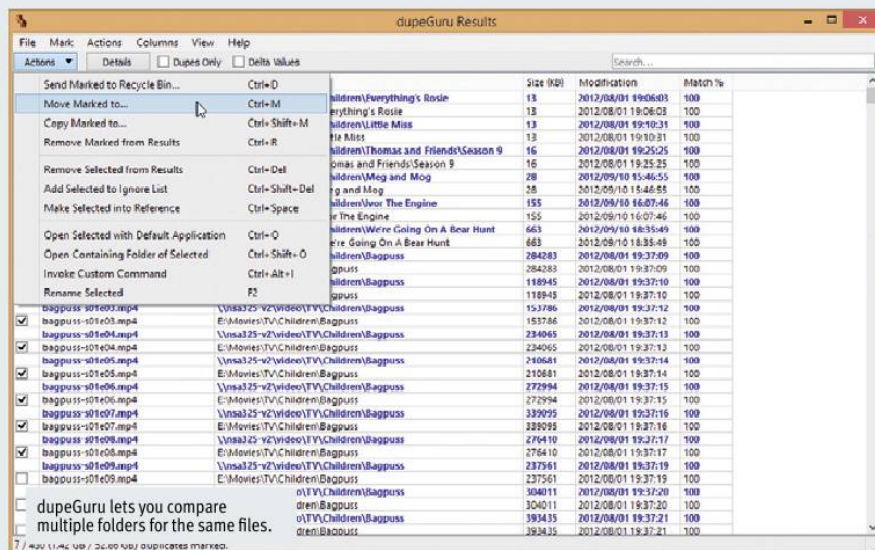 dupeGuru Results
File Mark Actions Columns View Help
Actions Details Dupes Only Delta Values Search...
Size (KB) Modification Match %
Send Marked to Recycle Bin... Ctrl+D
Move Marked to... Ctrl+M
hildren\Everything's Rosie 13 2012/08/01 19:06:03 100
erything's Rosie 13 2012/08/01 19:06:03 100
Copy Marked to... Ctrl+Shift+M
hildren\Little Miss 13 2012/08/01 19:10:31 100
tle Miss 13 2012/08/01 19:10:31 100
Remove Marked from Results Ctrl+R
hildren\Thomas and Friends\Season 9 16 2012/08/01 19:25:25 100
omas and Friends\Season 9 16 2012/08/01 19:25:25 100
Remove Selected from Results Ctrl+Del
hildren\Meg and Mog 28 2012/09/10 15:46:55 100
g and Mog 28 2012/09/10 15:46:55 100
Add Selected to Ignore List Ctrl+Shift+Del
hildren\Ivor The Engine 155 2012/09/10 16:07:46 100
or The Engine 155 2012/09/10 16:07:46 100
Make Selected into Reference Ctrl+Space
hildren\We're Going On A Bear Hunt 663 2012/09/10 18:35:49 100
e're Going On A Bear Hunt 663 2012/09/10 18:35:49 100
Open Selected with Default Application Ctrl+O
hildren\Bagpuss 284283 2012/08/01 19:37:09 100
gpuss 284283 2012/08/01 19:37:09 100
Open Containing Folder of Selected Ctrl+Shift+O
hildren\Bagpuss 118945 2012/08/01 19:37:10 100
gpuss 118945 2012/08/01 19:37:10 100
Invoke Custom Command Ctrl+Alt+I
Rename Selected F2
bagpuss-s01e03.mp4 \\nsa325-v2\video\TV\Children\Bagpuss 153786 2012/08/01 19:37:12 100
bagpuss-s01e03.mp4 E:\Movies\TV\Children\Bagpuss 153786 2012/08/01 19:37:12 100
bagpuss-s01e04.mp4 \\nsa325-v2\video\TV\Children\Bagpuss 234065 2012/08/01 19:37:13 100
bagpuss-s01e04.mp4 E:\Movies\TV\Children\Bagpuss 234065 2012/08/01 19:37:13 100
bagpuss-s01e05.mp4 \\nsa325-v2\video\TV\Children\Bagpuss 210681 2012/08/01 19:37:14 100
bagpuss-s01e05.mp4 E:\Movies\TV\Children\Bagpuss 210681 2012/08/01 19:37:14 100
bagpuss-s01e06.mp4 \\nsa325-v2\video\TV\Children\Bagpuss 272994 2012/08/01 19:37:15 100
bagpuss-s01e06.mp4 E:\Movies\TV\Children\Bagpuss 272994 2012/08/01 19:37:15 100
bagpuss-s01e07.mp4 \\nsa325-v2\video\TV\Children\Bagpuss 339095 2012/08/01 19:37:16 100
bagpuss-s01e07.mp4 E:\Movies\TV\Children\Bagpuss 339095 2012/08/01 19:37:16 100
bagpuss-s01e08.mp4 \\nsa325-v2\video\TV\Children\Bagpuss 276410 2012/08/01 19:37:17 100
bagpuss-s01e08.mp4 E:\Movies\TV\Children\Bagpuss 276410 2012/08/01 19:37:17 100
bagpuss-s01e09.mp4 \\nsa325-v2\video\TV\Children\Bagpuss 237561 2012/08/01 19:37:19 100
bagpuss-s01e09.mp4 E:\Movies\TV\Children\Bagpuss 237561 2012/08/01 19:37:19 100
o\TV\Children\Bagpuss 304011 2012/08/01 19:37:20 100
dren\Bagpuss 304011 2012/08/01 19:37:20 100
o\TV\Children\Bagpuss 393435 2012/08/01 19:37:21 100
dren\Bagpuss 393435 2012/08/01 19:37:21 100
dupeGuru lets you compare
multiple folders for the same files.
duplicates marked.